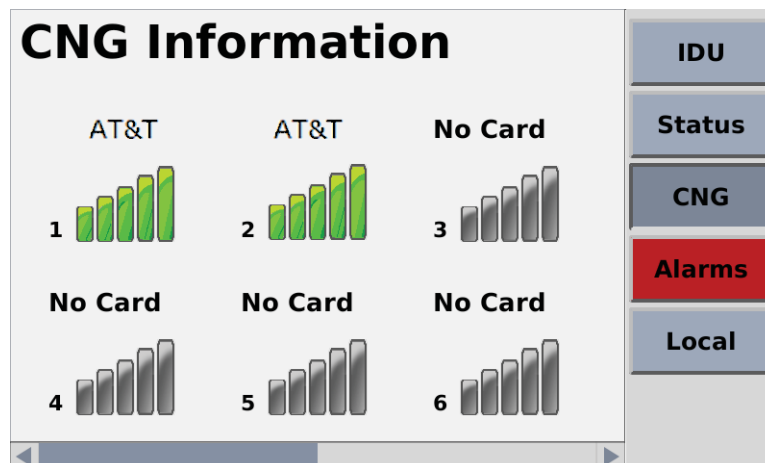 CNG Information
IDU
Status
CNG
Alarms
Local
AT&T
AT&T
No Card
1
2
3
No Card
No Card
No Card
4
5
6